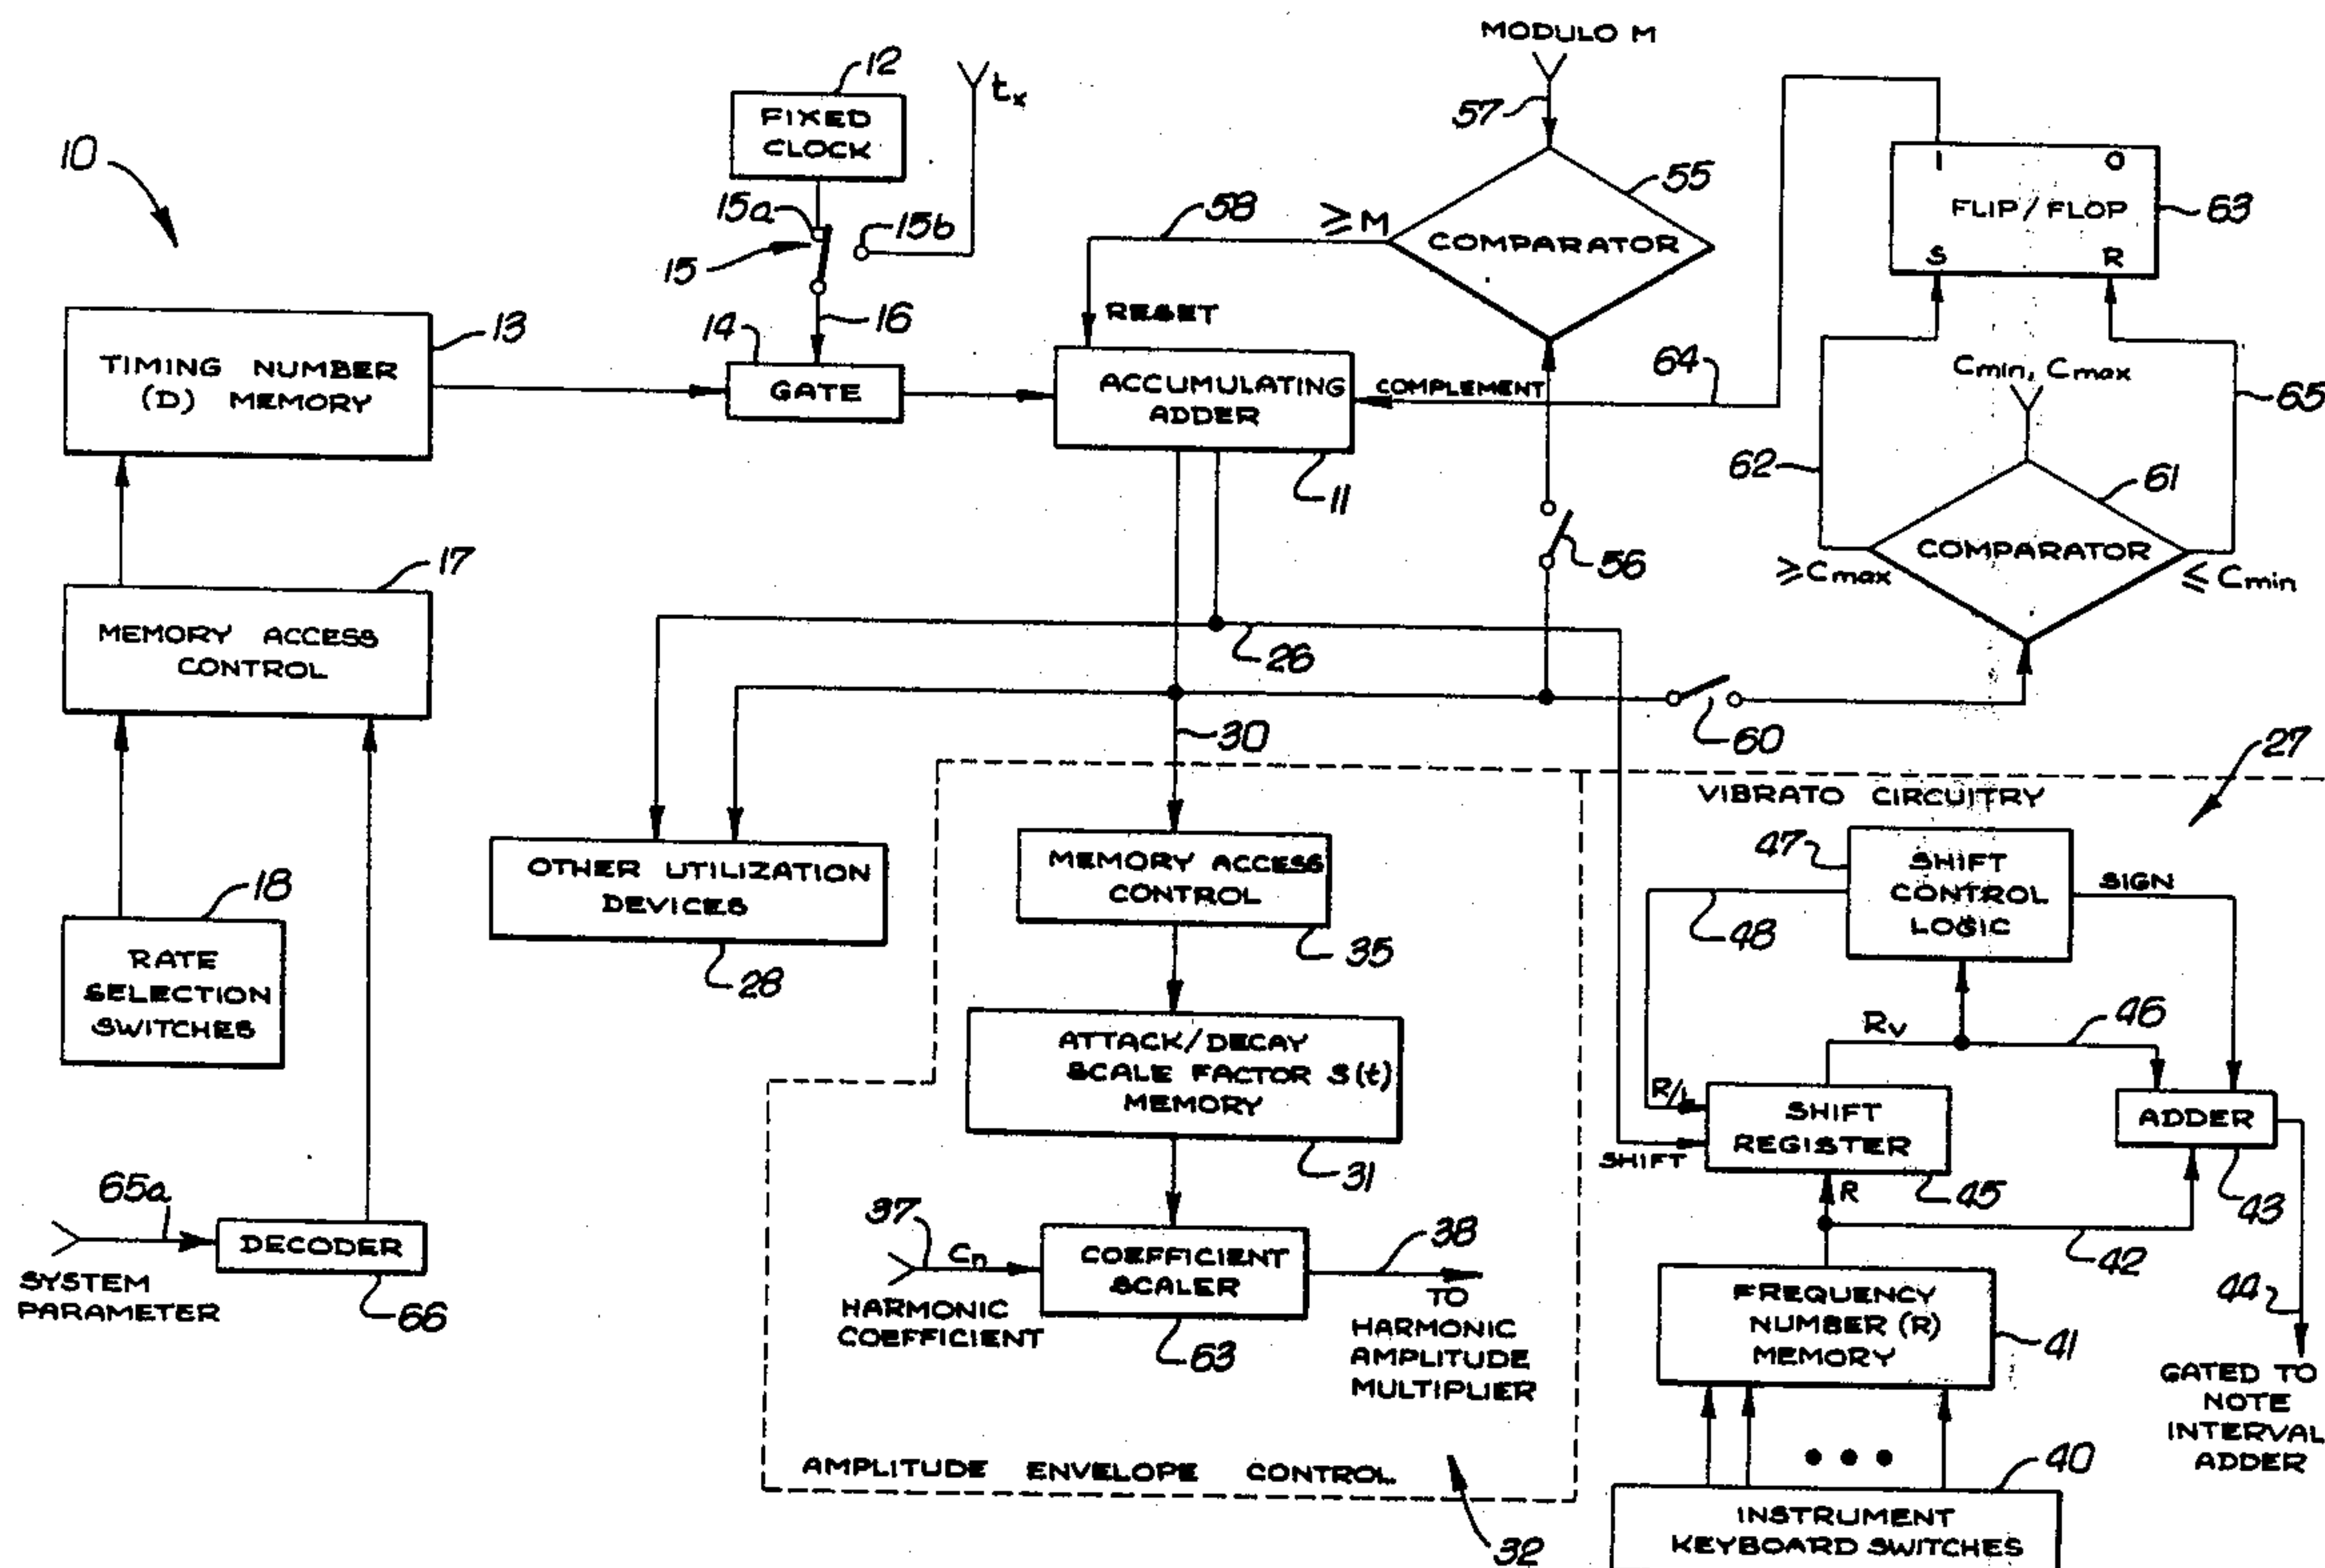 MODULO M
12
t x
FIXED
CLOCK
57
10
15a
15b
15
58
≥ M
55
COMPARATOR
1
0
FLIP/FLOP
63
S
R
13
TIMING NUMBER
(D) MEMORY
14
16
GATE
RESET
ACCUMULATING
ADDER
COMPLEMENT
64
Cmin, Cmax
65
11
62
61
COMPARATOR
≥ Cmax
≤ Cmin
56
17
MEMORY ACCESS
CONTROL
26
30
60
27
VIBRATO CIRCUITRY
OTHER UTILIZATION
DEVICES
28
MEMORY ACCESS
CONTROL
35
47
SHIFT
CONTROL
LOGIC
SIGN
48
18
RATE
SELECTION
SWITCHES
ATTACK/DECAY
SCALE FACTOR S(t)
MEMORY
31
Rv
46
R/L
SHIFT
REGISTER
SHIFT
45
ADDER
43
R
42
65a
DECODER
SYSTEM
PARAMETER
66
37
Cn
HARMONIC
COEFFICIENT
COEFFICIENT
SCALER
63
38
TO
HARMONIC
AMPLITUDE
MULTIPLIER
FREQUENCY
NUMBER (R)
MEMORY
41
44
GATED TO
NOTE
INTERVAL
ADDER
AMPLITUDE ENVELOPE CONTROL
32
40
INSTRUMENT
KEYBOARD SWITCHES